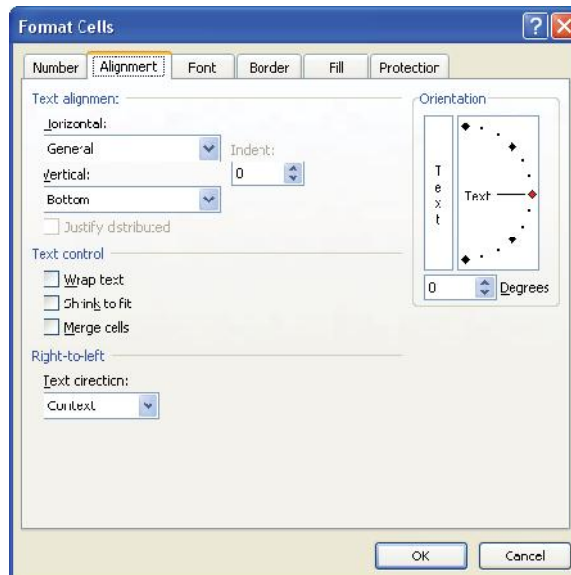 Format Cells
Number Alignment Font Border Fill Protection
Text alignment
Horizontal:
General
Indent:
0
Vertical:
Bottom
Justify distributed
Text control
Wrap text
Shrink to fit
Merge cells
Right-to-left
Text direction:
Context
Orientation
Text
Text
0 Degrees
OK Cancel